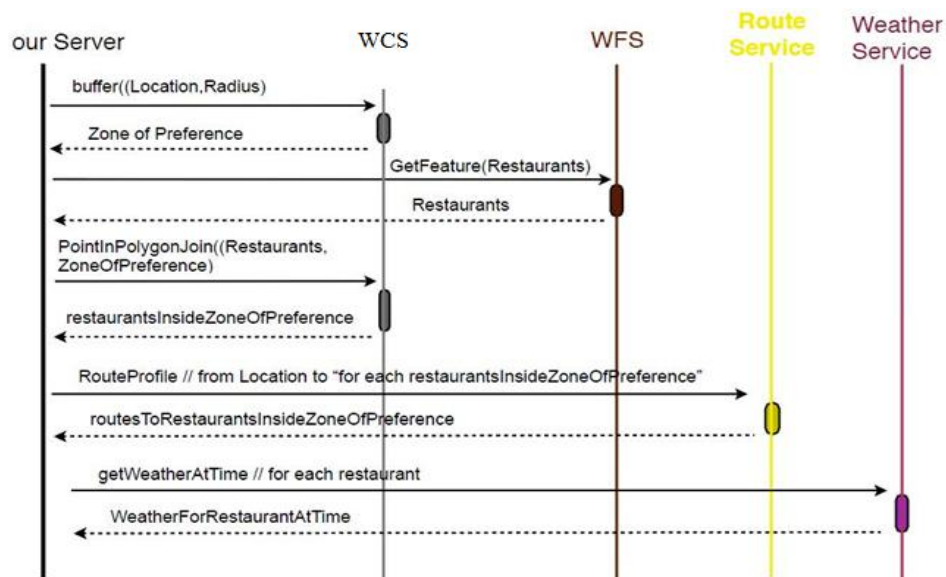 our Server
WCS
WFS
Route
Service
Weather
Service
buffer((Location,Radius)
Zone of Preference
GetFeature(Restaurants)
Restaurants
PointInPolygonJoin((Restaurants,
ZoneOfPreference)
restaurantsInsideZoneOfPreference
RouteProfile // from Location to “for each restaurantsInsideZoneOfPreference”
routesToRestaurantsInsideZoneOfPreference
getWeatherAtTime // for each restaurant
WeatherForRestaurantAtTime